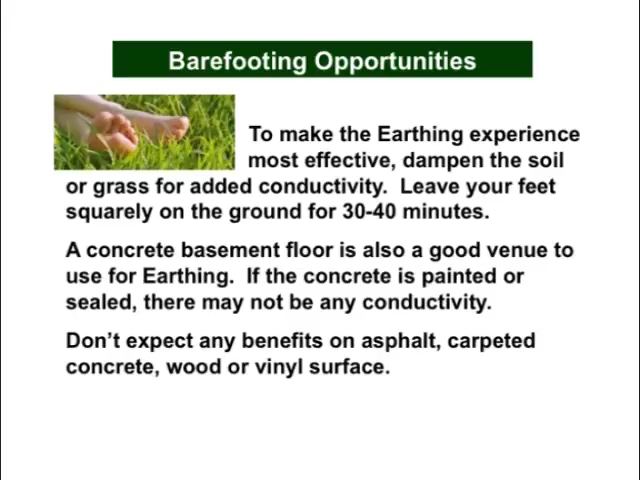 Barefooting Opportunities
To make the Earthing experience
most effective, dampen the soil
or grass for added conductivity.  Leave your feet
squarely on the ground for 30-40 minutes.
A concrete basement floor is also a good venue to
use for Earthing.  If the concrete is painted or
sealed, there may not be any conductivity.
Don’t expect any benefits on asphalt, carpeted
concrete, wood or vinyl surface.